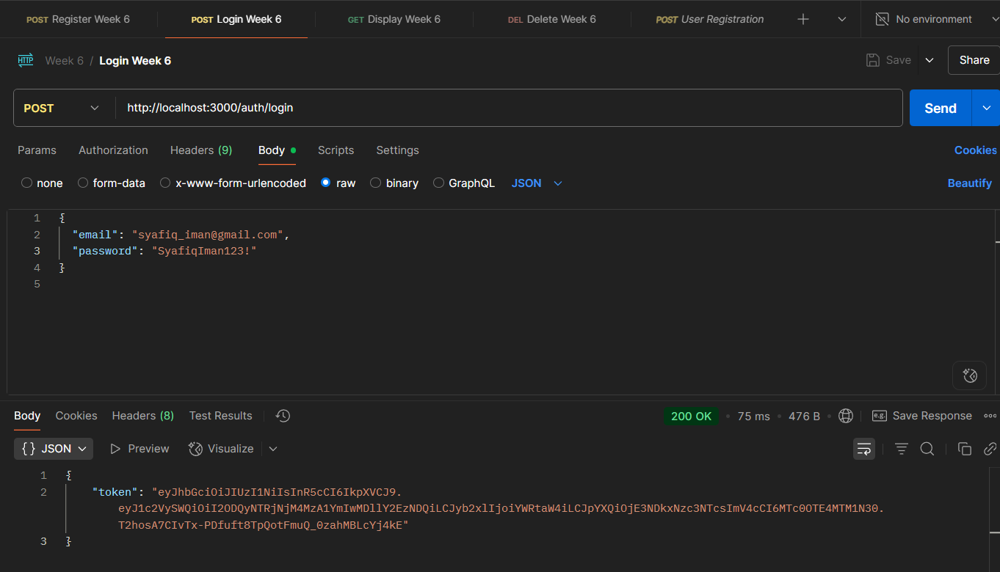 POST Register Week 6 POST Login Week 6 GET Display Week 6 DEL Delete Week 6 POST User Registration No environment
HTTP Week 6 / Login Week 6 Save Share
POST http://localhost:3000/auth/login Send
Params Authorization Headers (9) Body Scripts Settings Cookies
none form-data x-www-form-urlencoded raw binary GraphQL JSON Beautify
1 {
2 "email": "syafiq_iman@gmail.com",
3 "password": "SyafiqIman123!"
4 }
5
Body Cookies Headers (8) Test Results 200 OK 75 ms 476 B e.g. Save Response
{} JSON Preview Visualize
1 {
2 "token": "eyJhbGciOiJIUzI1NiIsInR5cCI6IkpXVCJ9.
eyJ1c2VySWQiOiI2ODQyNTRjNjM4MzA1YmIwMDllY2EzNDQiLCJyb2xlIjoiYWRtaW4iLCJpYXQiOjE3NDkxNzc3NTcsImV4cCI6MTc0OTE4MTM1N30.
T2hosA7CIvTx-PDfuft8TpQotFmuQ_0zahMBLcYj4kE"
3 }